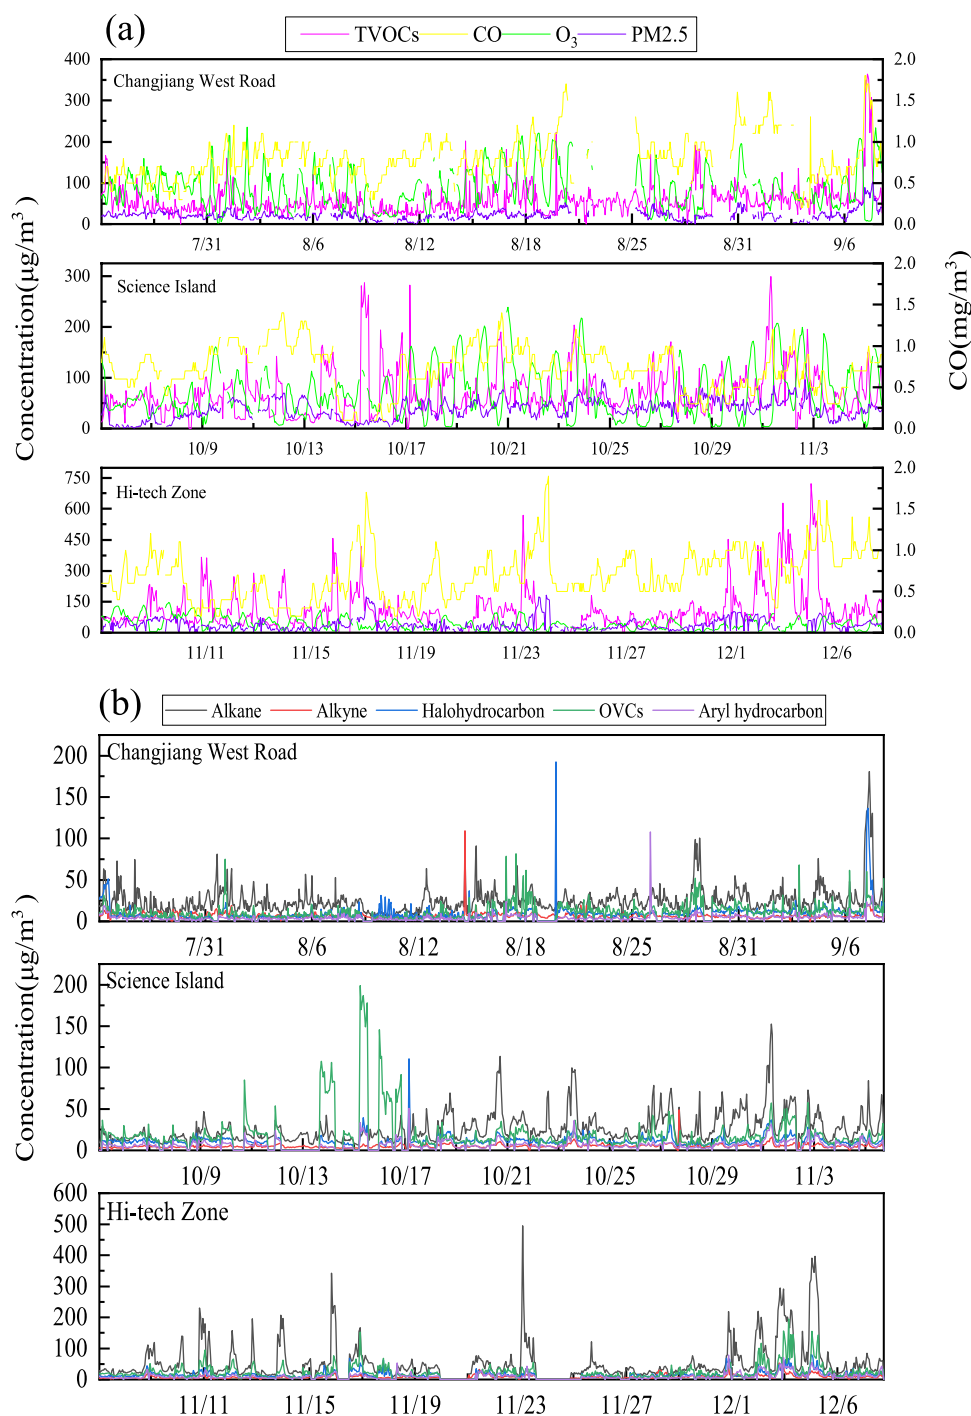 (a)
TVOCs CO O₃ PM2.5
Concentration(μg/m³)
CO(mg/m³)
Changjiang West Road
400
300
200
100
0
2.0
1.5
1.0
0.5
0.0
7/31 8/6 8/12 8/18 8/25 8/31 9/6
Science Island
300
200
100
0
2.0
1.5
1.0
0.5
0.0
10/9 10/13 10/17 10/21 10/25 10/29 11/3
Hi-tech Zone
750
600
450
300
150
0
2.0
1.5
1.0
0.5
0.0
11/11 11/15 11/19 11/23 11/27 12/1 12/6
(b)
Alkane Alkyne Halohydrocarbon OVCs Aryl hydrocarbon
Concentration(μg/m³)
Changjiang West Road
200
150
100
50
0
7/31 8/6 8/12 8/18 8/25 8/31 9/6
Science Island
200
150
100
50
0
10/9 10/13 10/17 10/21 10/25 10/29 11/3
Hi-tech Zone
600
500
400
300
200
100
0
11/11 11/15 11/19 11/23 11/27 12/1 12/6